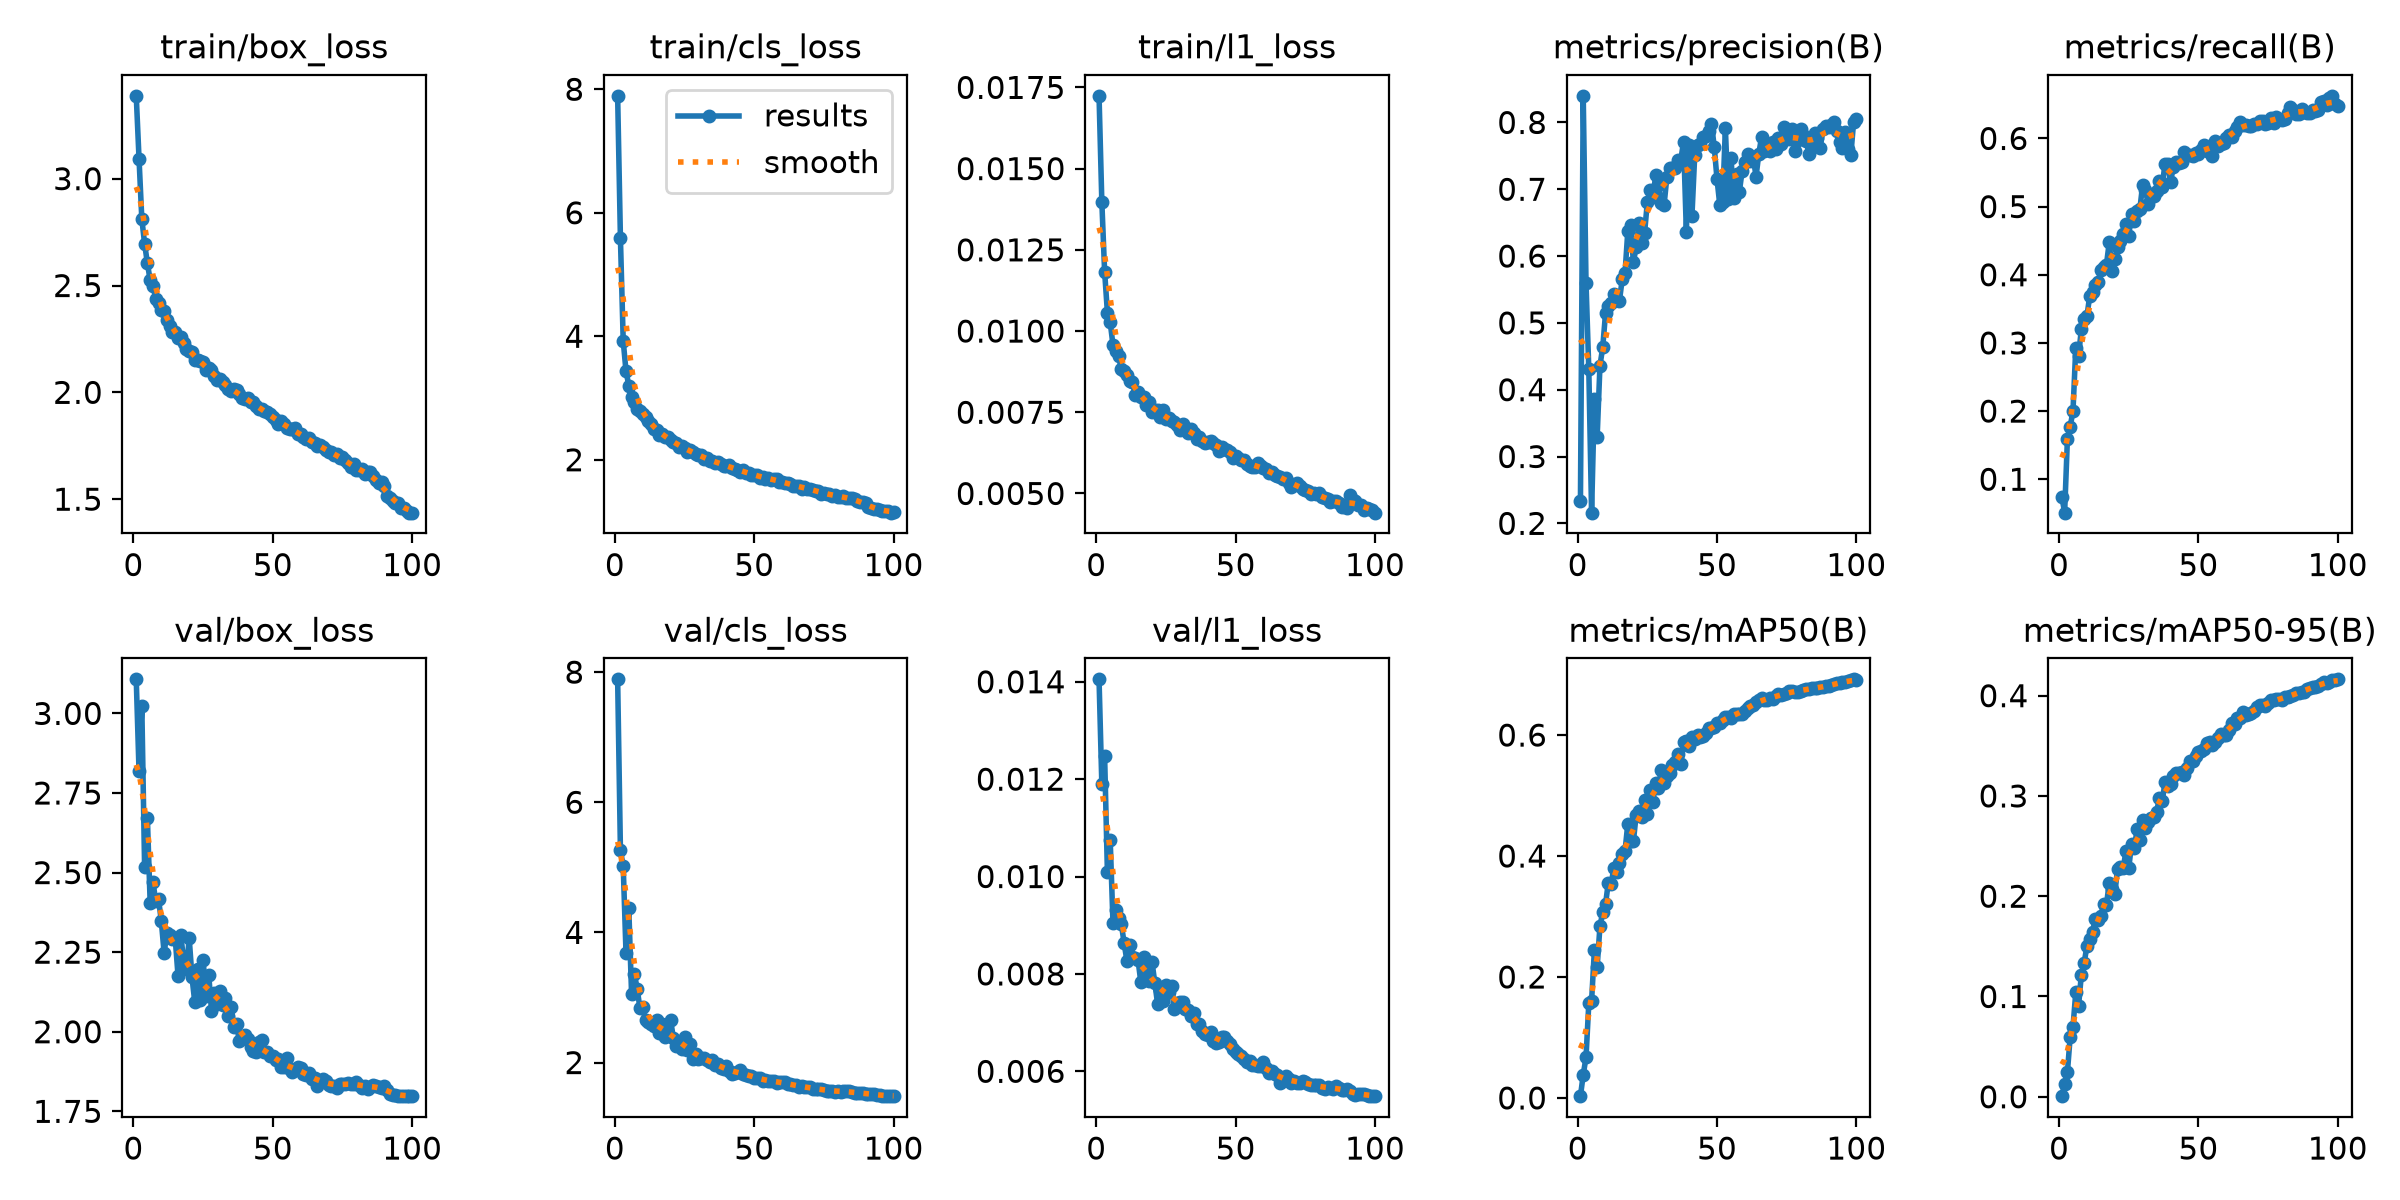 train/box_loss
3.0
2.5
2.0
1.5
0 50 100
train/cls_loss
8
6
4
2
results
smooth
0 50 100
train/l1_loss
0.0175
0.0150
0.0125
0.0100
0.0075
0.0050
0 50 100
metrics/precision(B)
0.8
0.7
0.6
0.5
0.4
0.3
0.2
0 50 100
metrics/recall(B)
0.6
0.5
0.4
0.3
0.2
0.1
0 50 100
val/box_loss
3.00
2.75
2.50
2.25
2.00
1.75
0 50 100
val/cls_loss
8
6
4
2
0 50 100
val/l1_loss
0.014
0.012
0.010
0.008
0.006
0 50 100
metrics/mAP50(B)
0.6
0.4
0.2
0.0
0 50 100
metrics/mAP50-95(B)
0.4
0.3
0.2
0.1
0.0
0 50 100